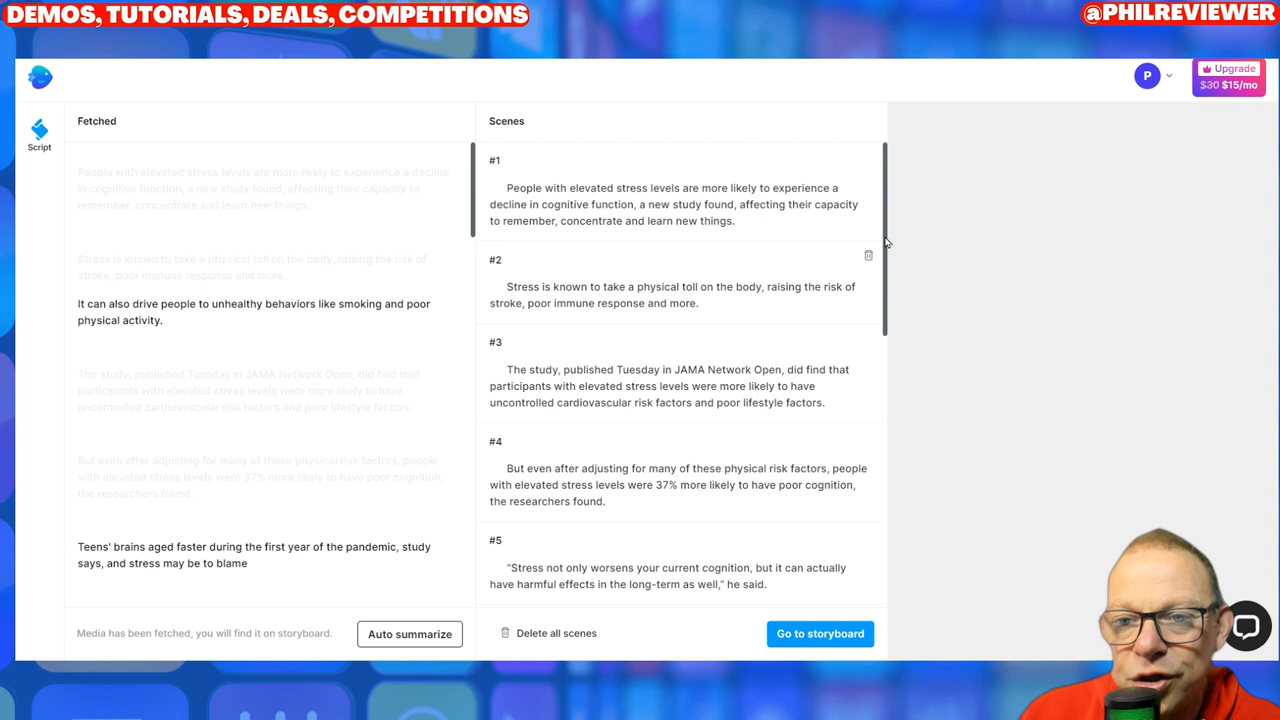 DEMOS, TUTORIALS, DEALS, COMPETITIONS
@PHILREVIEWER
P
Upgrade
$30 $15/mo
Script
Fetched
People with elevated stress levels are more likely to experience a decline
in cognitive function, a new study found, affecting their capacity to
remember, concentrate and learn new things.
Stress is known to take a physical toll on the body, raising the risk of
stroke, poor immune response and more.
It can also drive people to unhealthy behaviors like smoking and poor
physical activity.
The study, published Tuesday in JAMA Network Open, did find that
participants with elevated stress levels were more likely to have
uncontrolled cardiovascular risk factors and poor lifestyle factors.
But even after adjusting for many of these physical risk factors, people
with elevated stress levels were 37% more likely to have poor cognition,
the researchers found.
Teens' brains aged faster during the first year of the pandemic, study
says, and stress may be to blame
Media has been fetched, you will find it on storyboard.
Auto summarize
Scenes
#1
People with elevated stress levels are more likely to experience a
decline in cognitive function, a new study found, affecting their capacity
to remember, concentrate and learn new things.
#2
Stress is known to take a physical toll on the body, raising the risk of
stroke, poor immune response and more.
#3
The study, published Tuesday in JAMA Network Open, did find that
participants with elevated stress levels were more likely to have
uncontrolled cardiovascular risk factors and poor lifestyle factors.
#4
But even after adjusting for many of these physical risk factors, people
with elevated stress levels were 37% more likely to have poor cognition,
the researchers found.
#5
“Stress not only worsens your current cognition, but it can actually
have harmful effects in the long-term as well,” he said.
Delete all scenes
Go to storyboard